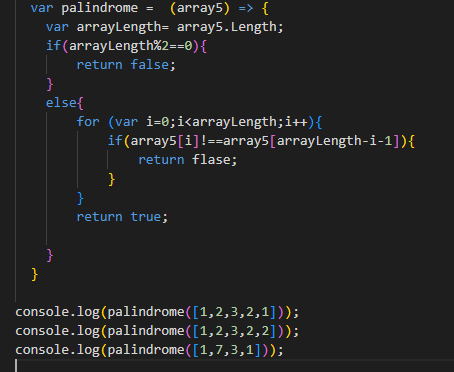 var palindrome =  (array5) => {
var arrayLength= array5.Length;
if(arrayLength%2==0){
return false;
}
else{
for (var i=0;i<arrayLength;i++){
if(array5[i]!==array5[arrayLength-i-1]){
return flase;
}
}
return true;
}
}
console.log(palindrome([1,2,3,2,1]));
console.log(palindrome([1,2,3,2,2]));
console.log(palindrome([1,7,3,1]));